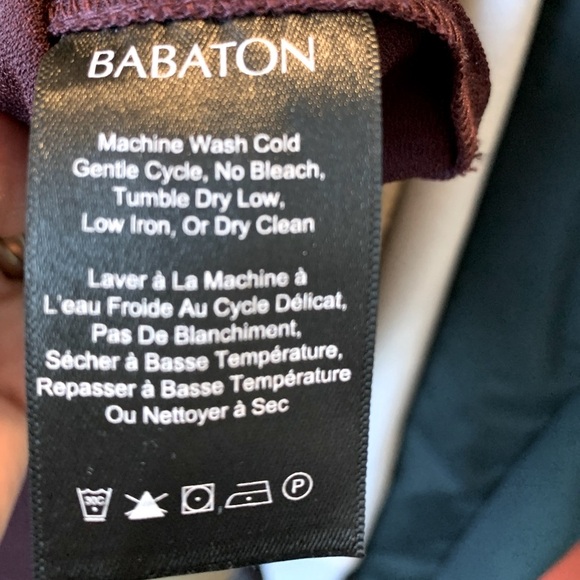 BABATON
Machine Wash Cold
Gentle Cycle, No Bleach,
Tumble Dry Low,
Low Iron, Or Dry Clean
Laver à La Machine à
L'eau Froide Au Cycle Délicat,
Pas De Blanchiment,
Sécher à Basse Température,
Repasser à Basse Température
Ou Nettoyer à Sec
30C , P